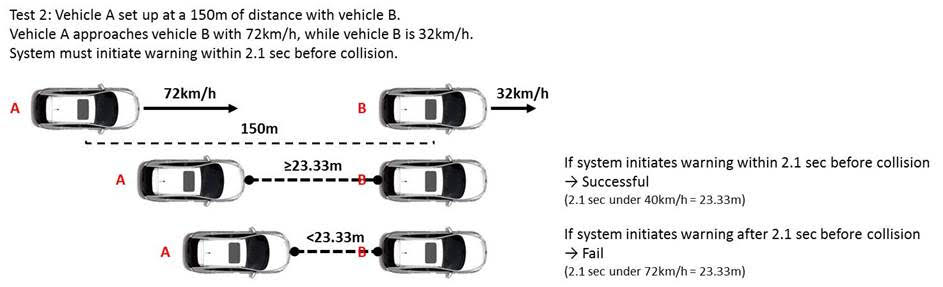 Test 2: Vehicle A set up at a 150m of distance with vehicle B.
Vehicle A approaches vehicle B with 72km/h, while vehicle B is 32km/h.
System must initiate warning within 2.1 sec before collision.
A 72km/h B 32km/h
150m
A ≥23.33m B
If system initiates warning within 2.1 sec before collision
→ Successful
(2.1 sec under 40km/h = 23.33m)
A <23.33m B
If system initiates warning after 2.1 sec before collision
→ Fail
(2.1 sec under 72km/h = 23.33m)